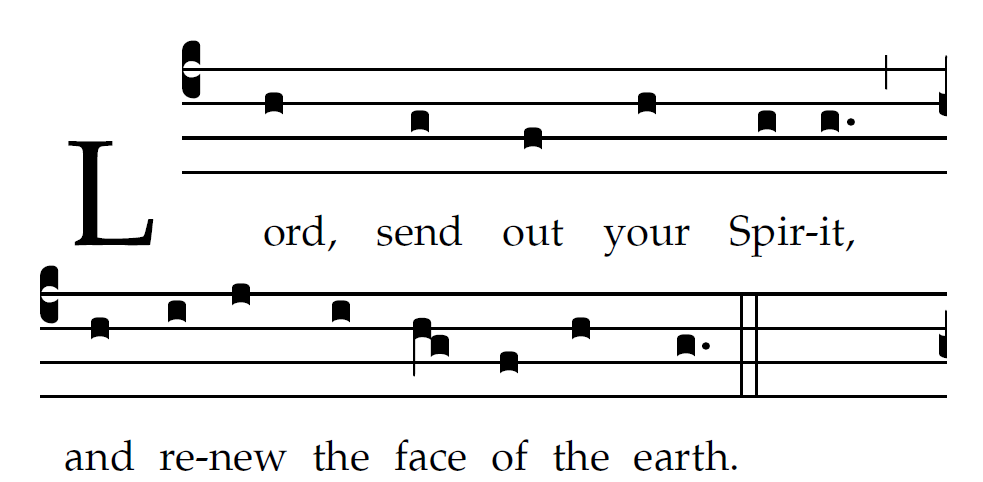 Lord, send out your Spir-it,
and re-new the face of the earth.